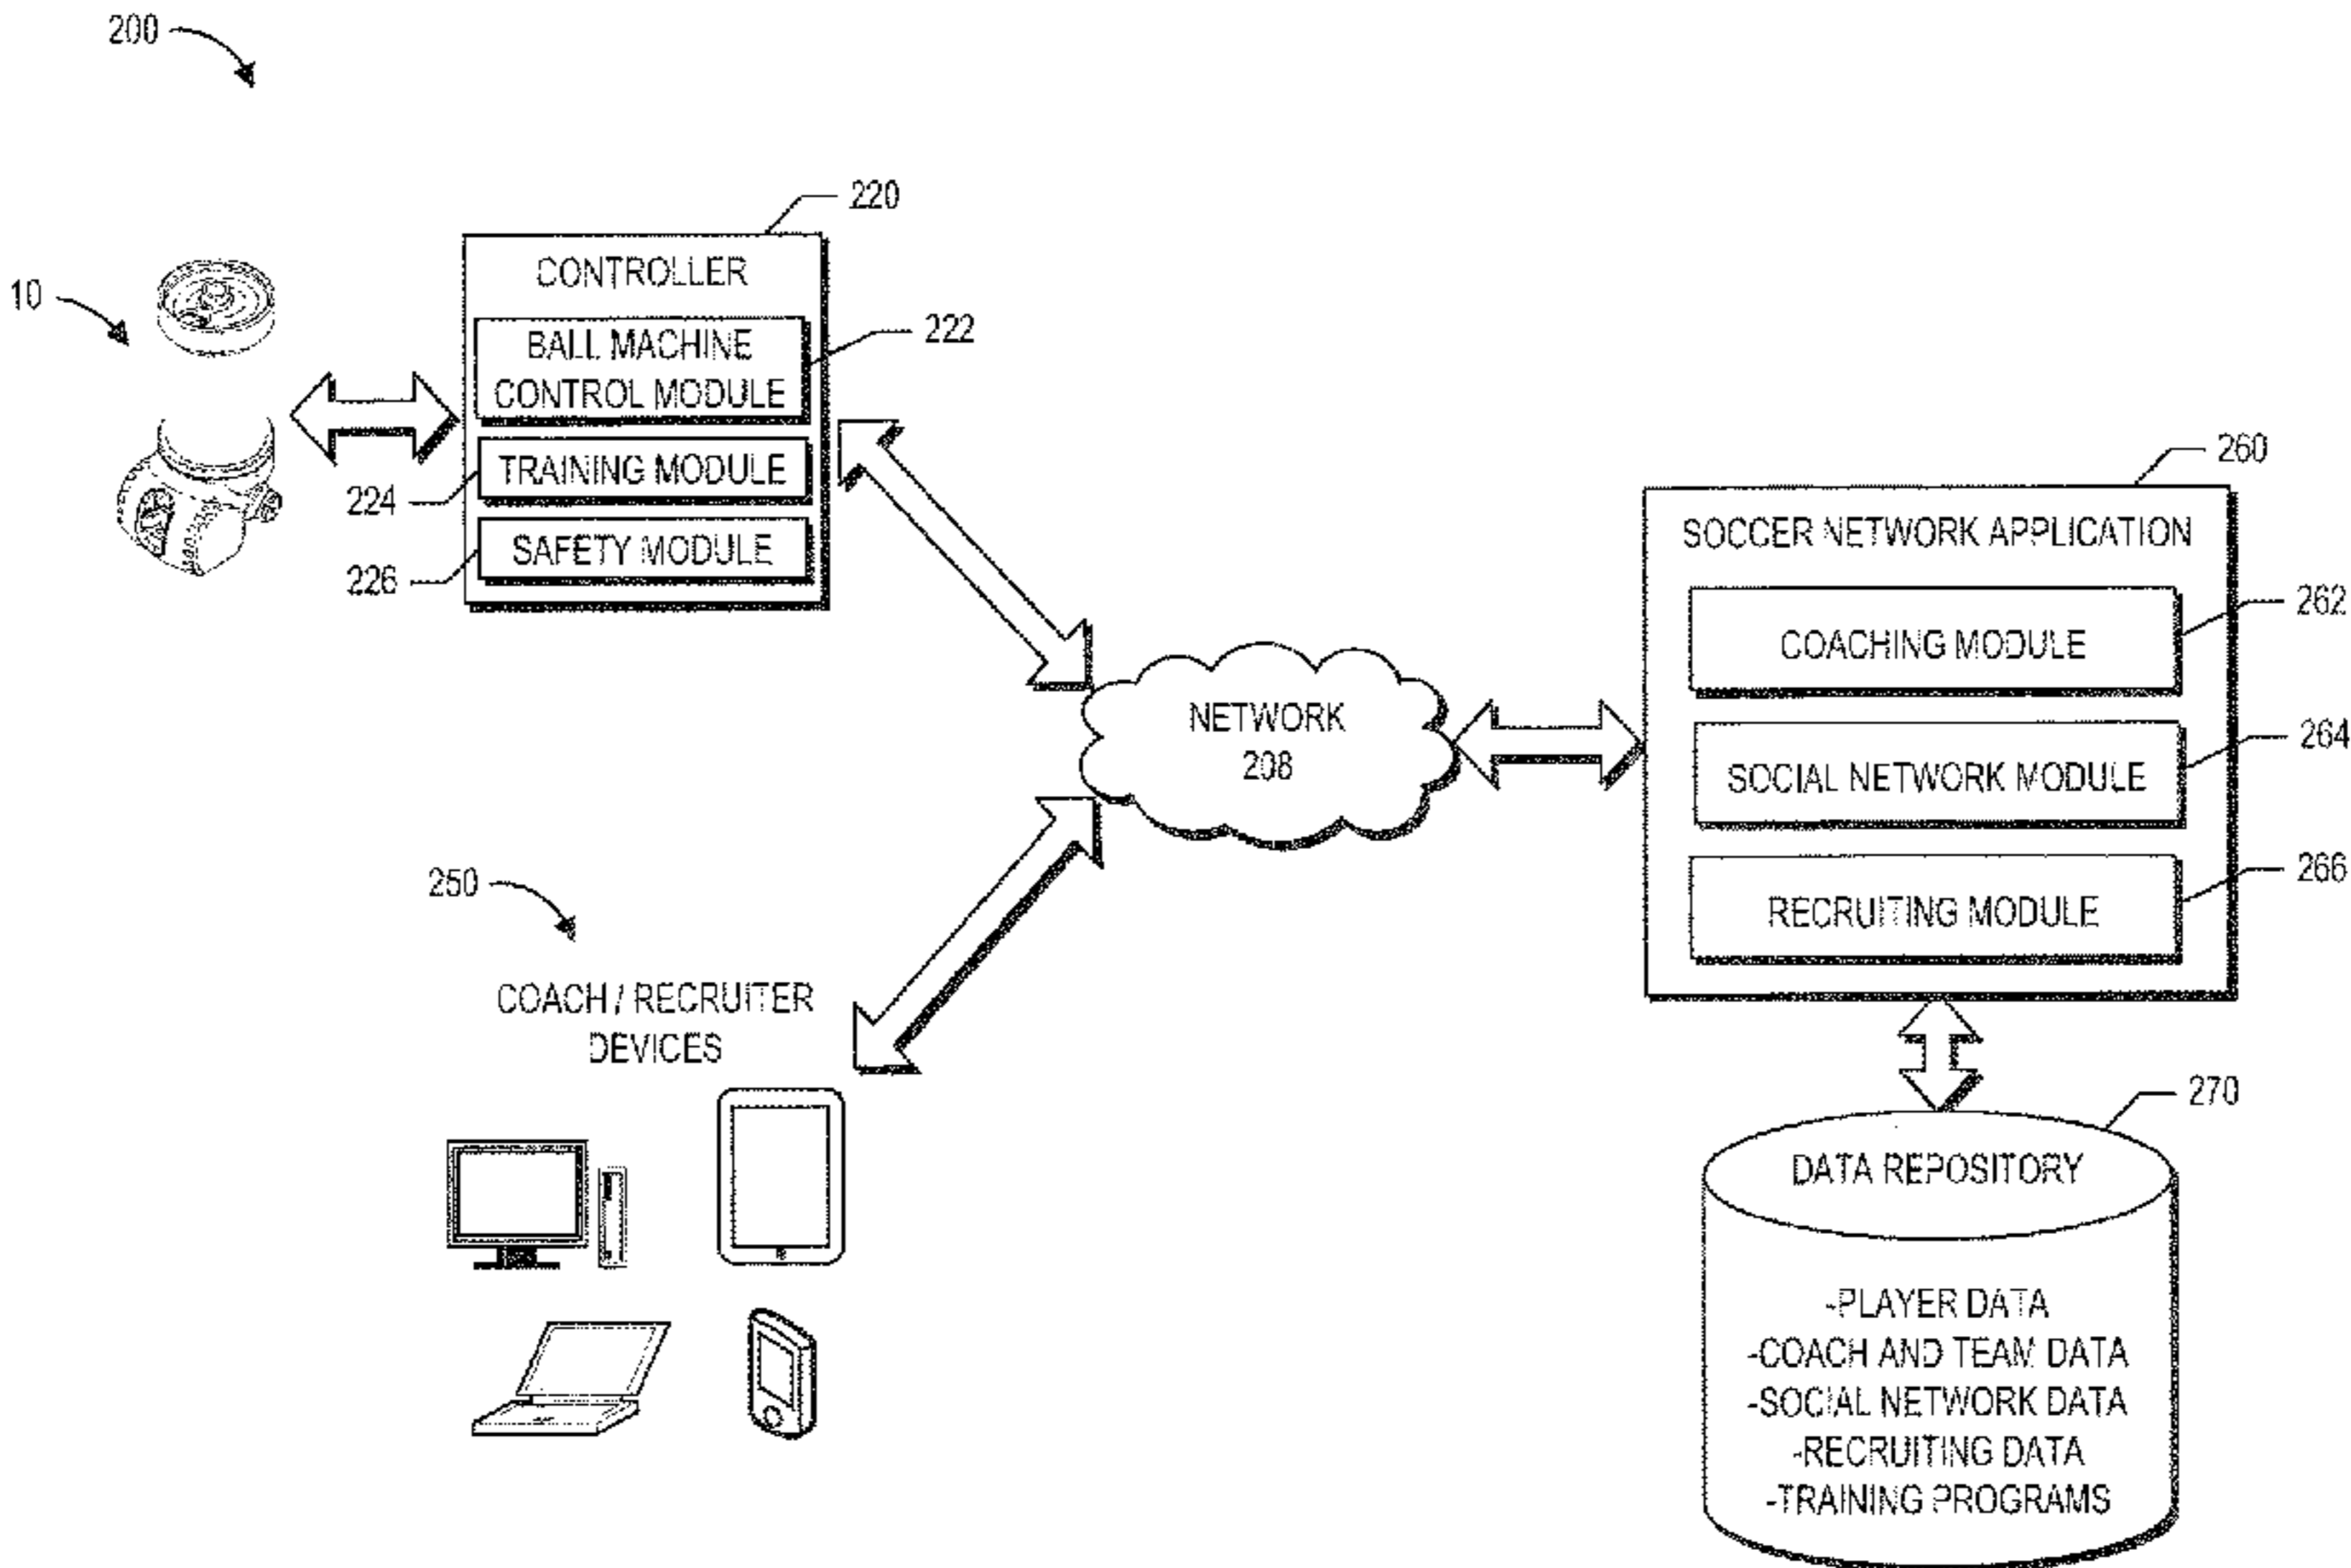 200
220
10
CONTROLLER
BALL MACHINE
CONTROL MODULE
222
TRAINING MODULE
224
SAFETY MODULE
226
260
SOCCER NETWORK APPLICATION
COACHING MODULE
262
SOCIAL NETWORK MODULE
264
RECRUITING MODULE
266
NETWORK
208
250
COACH / RECRUITER
DEVICES
270
DATA REPOSITORY
-PLAYER DATA
-COACH AND TEAM DATA
-SOCIAL NETWORK DATA
-RECRUITING DATA
-TRAINING PROGRAMS